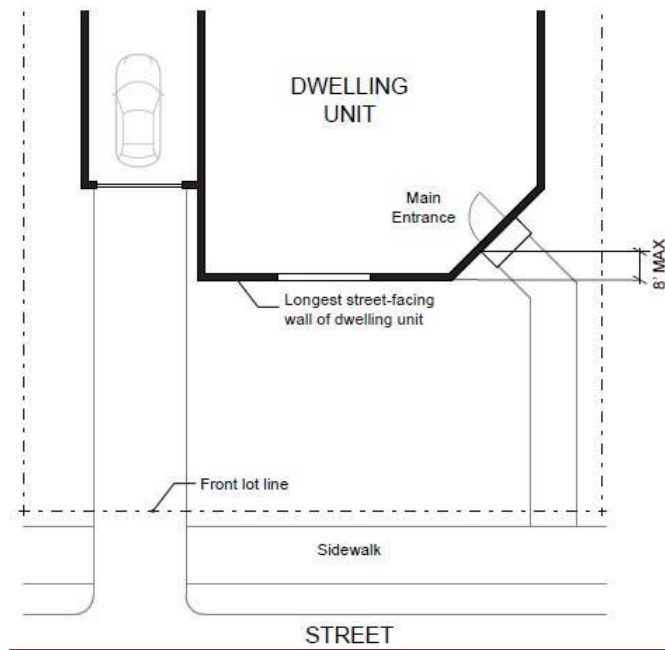 DWELLING
UNIT
Main
Entrance
8' MAX
Longest street-facing
wall of dwelling unit
Front lot line
Sidewalk
STREET